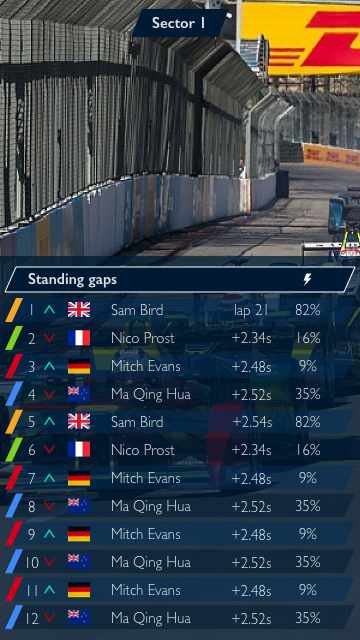 Sector 1
Standing gaps
1 Sam Bird lap 21 82%
2 Nico Prost +2.34s 16%
3 Mitch Evans +2.48s 9%
4 Ma Qing Hua +2.52s 35%
5 Sam Bird +2.54s 82%
6 Nico Prost +2.34s 16%
7 Mitch Evans +2.48s 9%
8 Ma Qing Hua +2.52s 35%
9 Mitch Evans +2.48s 9%
10 Ma Qing Hua +2.52s 35%
11 Mitch Evans +2.48s 9%
12 Ma Qing Hua +2.52s 35%